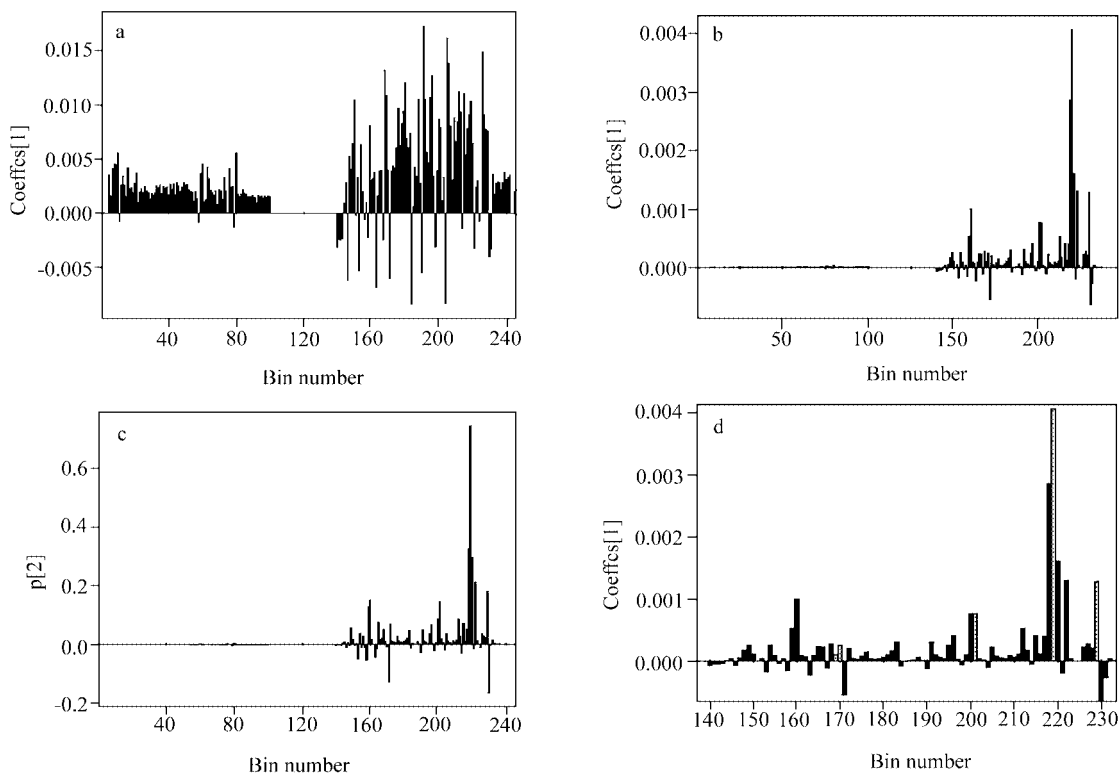 a
0.015
0.010
0.005
0.000
-0.005
Coeffcs[1]
40 80 120 160 200 240
Bin number
b
0.004
0.003
0.002
0.001
0.000
Coeffcs[1]
50 100 150 200
Bin number
c
0.6
0.4
0.2
0.0
-0.2
p[2]
40 80 120 160 200 240
Bin number
d
0.004
0.003
0.002
0.001
0.000
Coeffcs[1]
140 150 160 170 180 190 200 210 220 230
Bin number